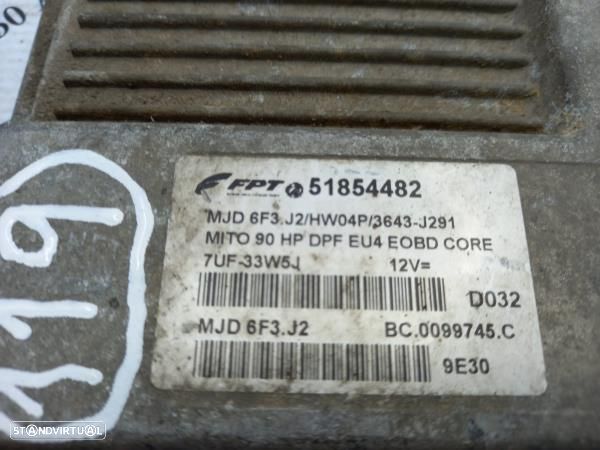 FPT 51854482
MJD 6F3.J2/HW04P/3643-J291
MITO 90 HP DPF EU4 EOBD CORE
7UF-33W5J 12V=
D032
MJD 6F3.J2 BC.0099745.C
9E30
119
STANDVIRTUAL